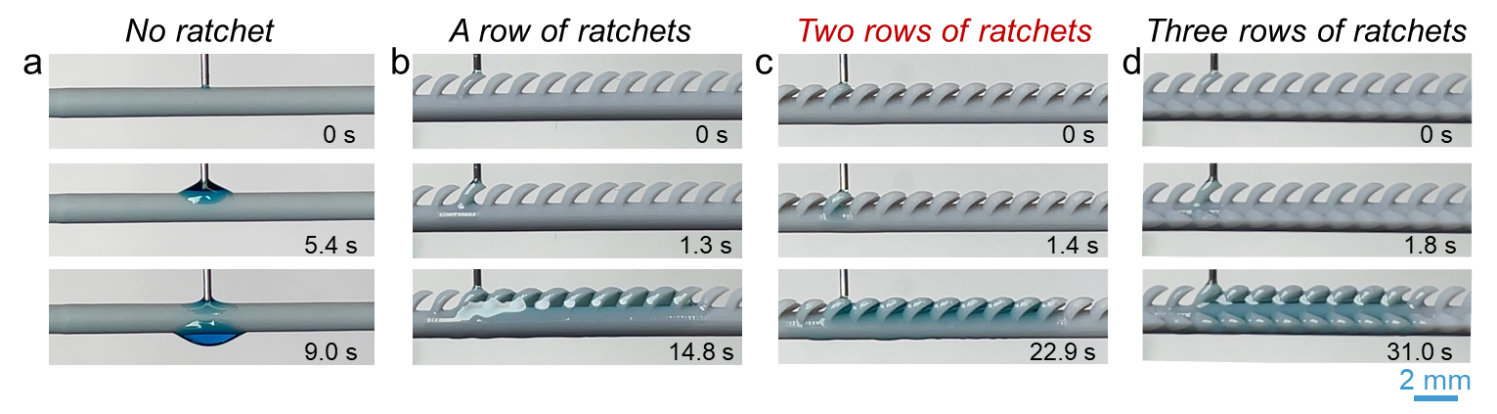 No ratchet
A row of ratchets
Two rows of ratchets
Three rows of ratchets
a
b
c
d
0 s
0 s
0 s
0 s
5.4 s
1.3 s
1.4 s
1.8 s
9.0 s
14.8 s
22.9 s
31.0 s
2 mm